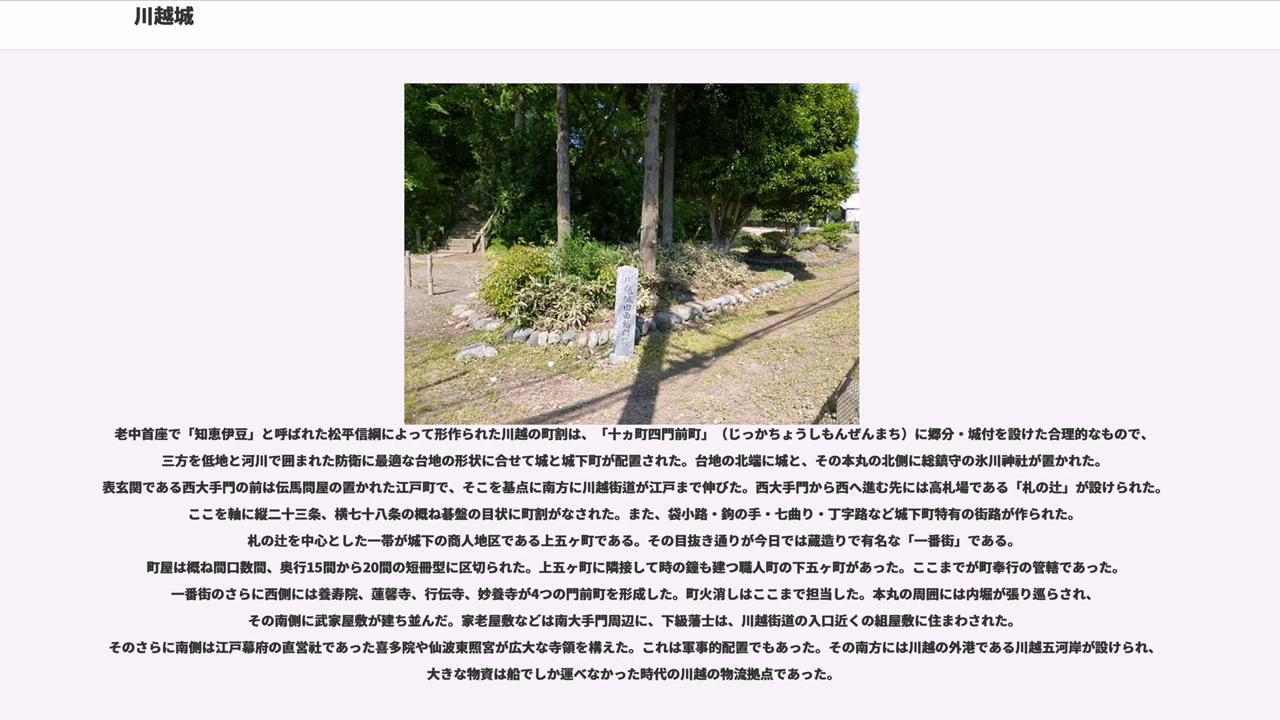 川越城
川越城田曲輪門跡
老中首座で「知恵伊豆」と呼ばれた松平信綱によって形作られた川越の町割は、「十ヵ町四門前町」（じっかちょうしもんぜんまち）に郷分・城付を設けた合理的なもので、
三方を低地と河川で囲まれた防衛に最適な台地の形状に合せて城と城下町が配置された。台地の北端に城と、その本丸の北側に総鎮守の氷川神社が置かれた。
表玄関である西大手門の前は伝馬問屋の置かれた江戸町で、そこを基点に南方に川越街道が江戸まで伸びた。西大手門から西へ進む先には高札場である「札の辻」が設けられた。
ここを軸に縦二十三条、横七十八条の概ね碁盤の目状に町割がなされた。また、袋小路・鉤の手・七曲り・丁字路など城下町特有の街路が作られた。
札の辻を中心とした一帯が城下の商人地区である上五ヶ町である。その目抜き通りが今日では蔵造りで有名な「一番街」である。
町屋は概ね間口数間、奥行15間から20間の短冊型に区切られた。上五ヶ町に隣接して時の鐘も建つ職人町の下五ヶ町があった。ここまでが町奉行の管轄であった。
一番街のさらに西側には養寿院、蓮馨寺、行伝寺、妙養寺が4つの門前町を形成した。町火消しはここまで担当した。本丸の周囲には内堀が張り巡らされ、
その南側に武家屋敷が建ち並んだ。家老屋敷などは南大手門周辺に、下級藩士は、川越街道の入口近くの組屋敷に住まわされた。
そのさらに南側は江戸幕府の直営社であった喜多院や仙波東照宮が広大な寺領を構えた。これは軍事的配置でもあった。その南方には川越の外港である川越五河岸が設けられ、
大きな物資は船でしか運べなかった時代の川越の物流拠点であった。